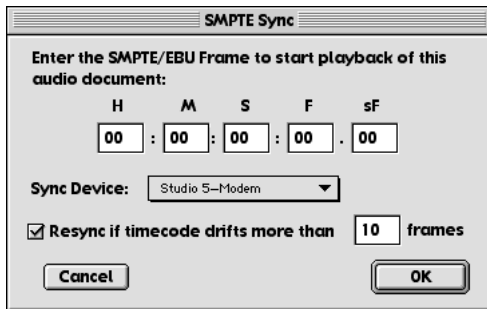 SMPTE Sync
Enter the SMPTE/EBU Frame to start playback of this
audio document:
H M S F sF
00 : 00 : 00 : 00 . 00
Sync Device: Studio 5–Modem
Resync if timecode drifts more than 10 frames
Cancel OK